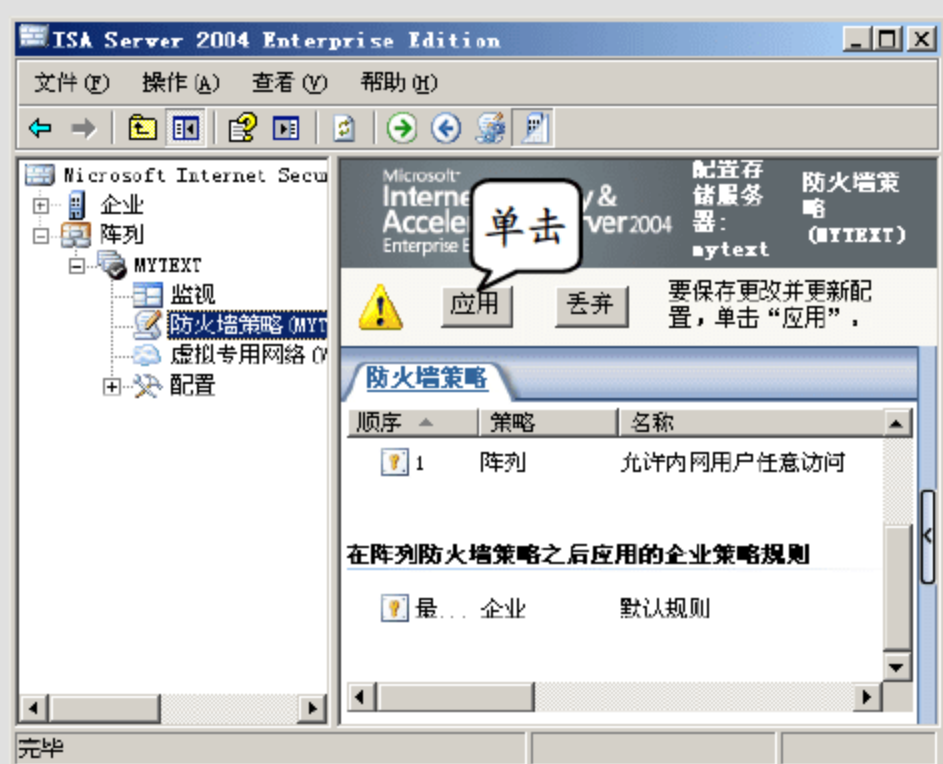 ISA Server 2004 Enterprise Edition
文件(F) 操作(A) 查看(V) 帮助(H)
Microsoft Internet Secu
企业
阵列
MYTEXT
监视
防火墙策略(MYT
虚拟专用网络(V
配置
Microsoft
Interne y &
Accele ver 2004
Enterprise E
单击
配置存
储服务
器:
mytext
防火墙策
略
(MYTEXT)
应用 丢弃
要保存更改并更新配
置,单击“应用”.
防火墙策略
顺序 策略 名称
1 阵列 允许内网用户任意访问
在阵列防火墙策略之后应用的企业策略规则
最... 企业 默认规则
完毕